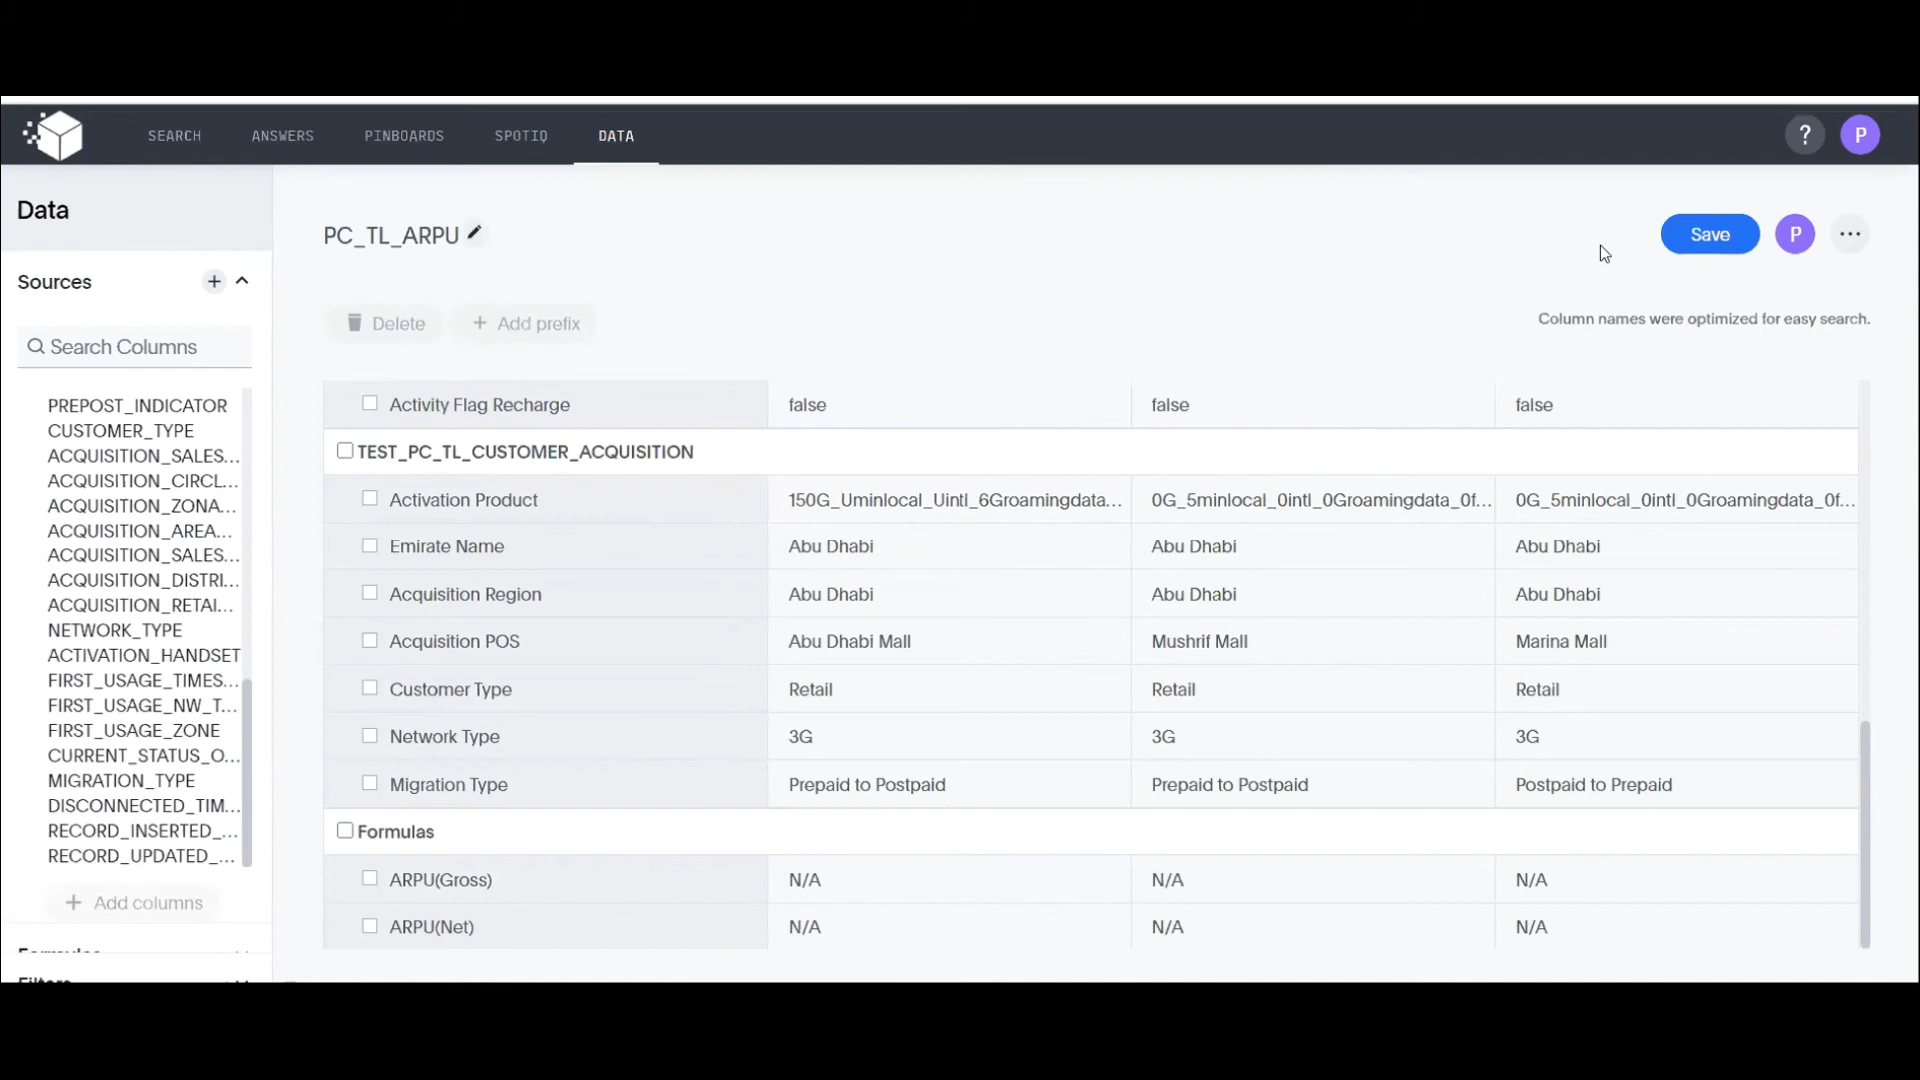 SEARCH ANSWERS PINBOARDS SPOTIQ DATA ? P
Data
Sources
Search Columns
PREPOST_INDICATOR
CUSTOMER_TYPE
ACQUISITION_SALES...
ACQUISITION_CIRCL...
ACQUISITION_ZONA...
ACQUISITION_AREA...
ACQUISITION_SALES...
ACQUISITION_DISTRI...
ACQUISITION_RETAI...
NETWORK_TYPE
ACTIVATION_HANDSET
FIRST_USAGE_TIMES...
FIRST_USAGE_NW_T...
FIRST_USAGE_ZONE
CURRENT_STATUS_O...
MIGRATION_TYPE
DISCONNECTED_TIM...
RECORD_INSERTED_...
RECORD_UPDATED_...
+ Add columns
Formulas
Filters
PC_TL_ARPU
Save P ...
Delete + Add prefix
Column names were optimized for easy search.
Activity Flag Recharge false false false
TEST_PC_TL_CUSTOMER_ACQUISITION
Activation Product 150G_Uminlocal_Uintl_6Groamingdata... 0G_5minlocal_0intl_0Groamingdata_0f... 0G_5minlocal_0intl_0Groamingdata_0f...
Emirate Name Abu Dhabi Abu Dhabi Abu Dhabi
Acquisition Region Abu Dhabi Abu Dhabi Abu Dhabi
Acquisition POS Abu Dhabi Mall Mushrif Mall Marina Mall
Customer Type Retail Retail Retail
Network Type 3G 3G 3G
Migration Type Prepaid to Postpaid Prepaid to Postpaid Postpaid to Prepaid
Formulas
ARPU(Gross) N/A N/A N/A
ARPU(Net) N/A N/A N/A